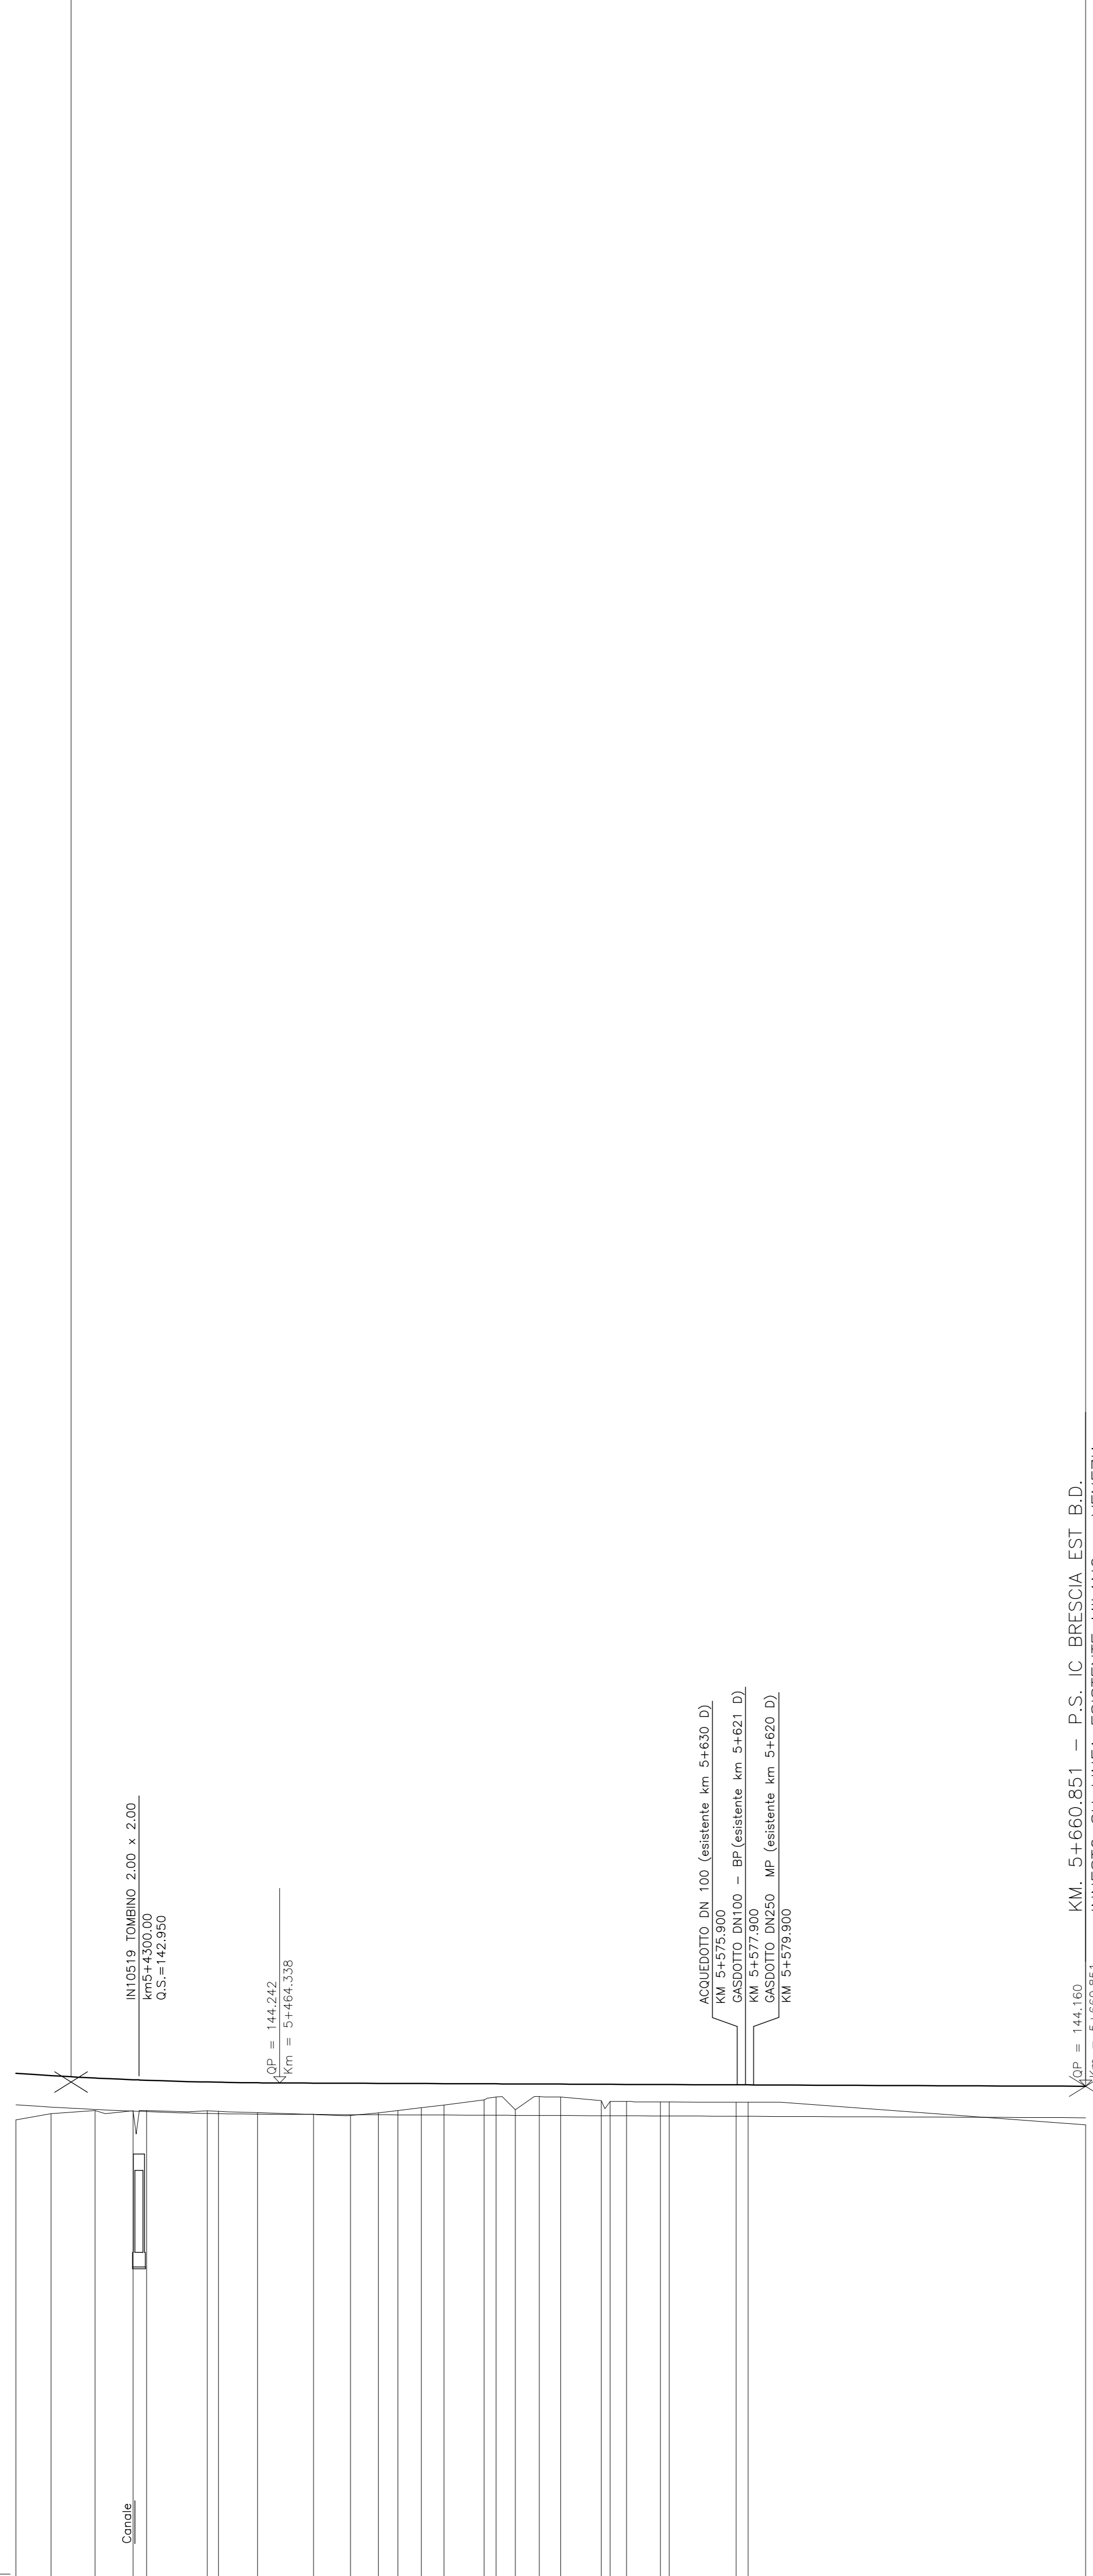 IN10519 TOMBINO 2.00 x 2.00
km5+4300.00
Q.S.=142.950
QP = 144.242
Km = 5+464.338
ACQUEDOTTO DN 100 (esistente km 5+630 D)
KM 5+575.900
GASDOTTO DN100 – BP(esistente km 5+621 D)
KM 5+577.900
GASDOTTO DN250 MP (esistente km 5+620 D)
KM 5+579.900
KM. 5+660.851 – P.S. IC BRESCIA EST B.D.
QP = 144.160
Canale